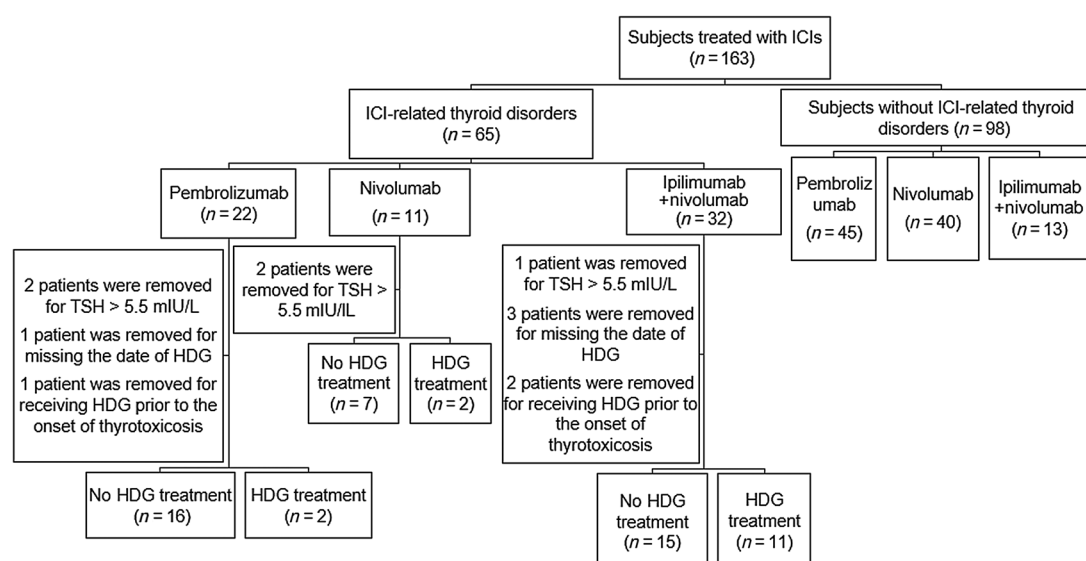 Subjects treated with ICIs
(n = 163)
ICI-related thyroid disorders
(n = 65)
Subjects without ICI-related thyroid
disorders (n = 98)
Pembrolizumab
(n = 22)
Nivolumab
(n = 11)
Ipilimumab
+nivolumab
(n = 32)
Pembroliz
umab
(n = 45)
Nivolumab
(n = 40)
Ipilimumab
+nivolumab
(n = 13)
2 patients were removed
for TSH > 5.5 mIU/L
1 patient was removed for
missing the date of HDG
1 patient was removed for
receiving HDG prior to the
onset of thyrotoxicosis
2 patients were
removed for TSH >
5.5 mIU/lL
1 patient was removed
for TSH > 5.5 mIU/L
3 patients were removed
for missing the date of
HDG
2 patients were removed
for receiving HDG prior to
the onset of
thyrotoxicosis
No HDG
treatment
(n = 7)
HDG
treatment
(n = 2)
No HDG treatment
(n = 16)
HDG treatment
(n = 2)
No HDG
treatment
(n = 15)
HDG
treatment
(n = 11)